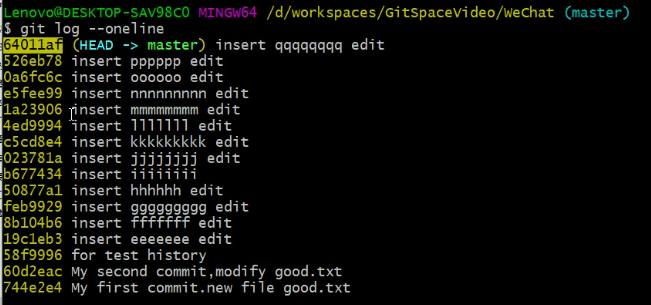 Lenovo@DESKTOP-SAV98C0 MINGW64 /d/workspaces/GitSpaceVideo/WeChat (master)
$ git log --oneline
64011af (HEAD -> master) insert qqqqqqqq edit
526eb78 insert pppppp edit
0a6fc6c insert oooooo edit
e5fee99 insert nnnnnnnnn edit
1a23906 insert mmmmmmmm edit
4ed9994 insert lllllll edit
c5cd8e4 insert kkkkkkkkk edit
023781a insert jjjjjjjj edit
b677434 insert iiiiiiii
50877a1 insert hhhhhh edit
feb9929 insert ggggggggg edit
8b104b6 insert fffffff edit
19c1eb3 insert eeeeeee edit
58f9996 for test history
60d2eac My second commit,modify good.txt
744e2e4 My first commit.new file good.txt